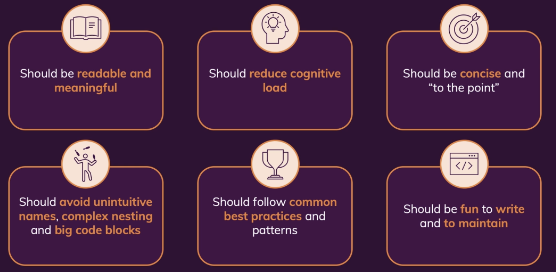 Should be readable and
meaningful
Should reduce cognitive
load
Should be concise and
“to the point”
Should avoid unintuitive
names, complex nesting
and big code blocks
Should follow common
best practices and
patterns
Should be fun to write
and to maintain